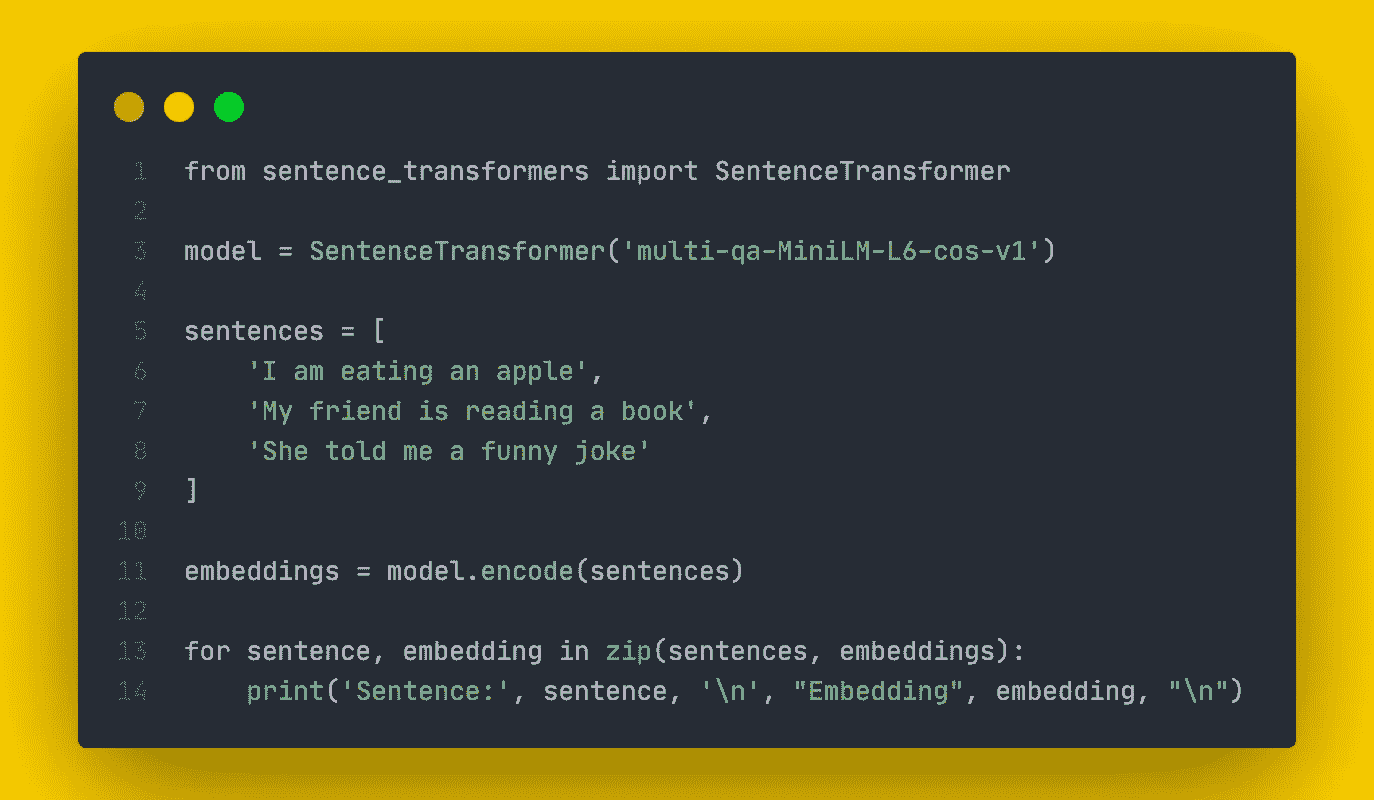 1 from sentence_transformers import SentenceTransformer
2
3 model = SentenceTransformer('multi-qa-MiniLM-L6-cos-v1')
4
5 sentences = [
6     'I am eating an apple',
7     'My friend is reading a book',
8     'She told me a funny joke'
9 ]
10
11 embeddings = model.encode(sentences)
12
13 for sentence, embedding in zip(sentences, embeddings):
14     print('Sentence:', sentence, '\n', "Embedding", embedding, "\n")